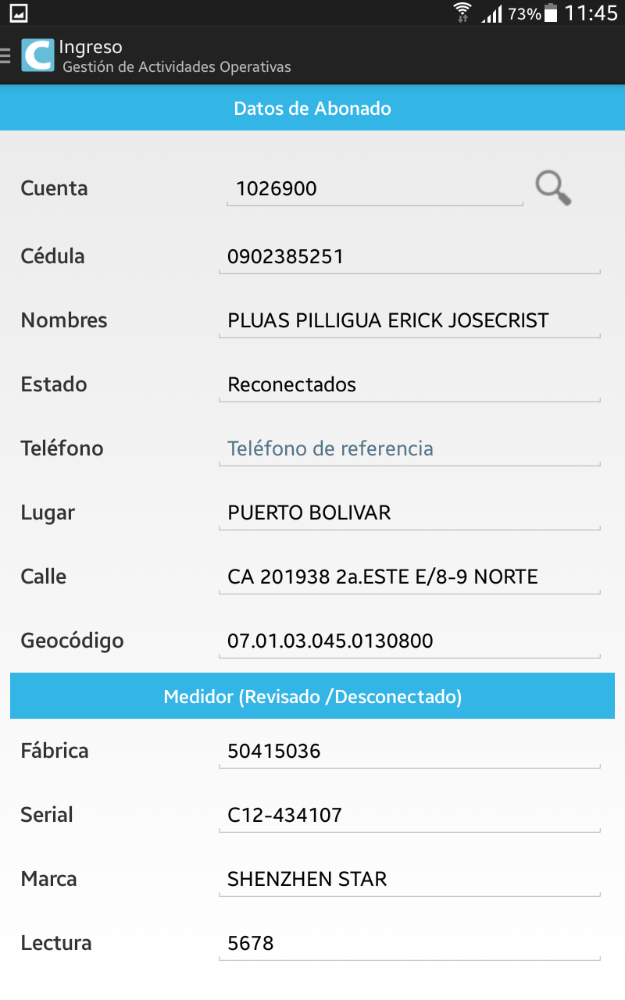 73% 11:45
Ingreso
Gestión de Actividades Operativas
Datos de Abonado
Cuenta 1026900
Cédula 0902385251
Nombres PLUAS PILLIGUA ERICK JOSECRIST
Estado Reconectados
Teléfono Teléfono de referencia
Lugar PUERTO BOLIVAR
Calle CA 201938 2a.ESTE E/8-9 NORTE
Geocódigo 07.01.03.045.0130800
Medidor (Revisado /Desconectado)
Fábrica 50415036
Serial C12-434107
Marca SHENZHEN STAR
Lectura 5678